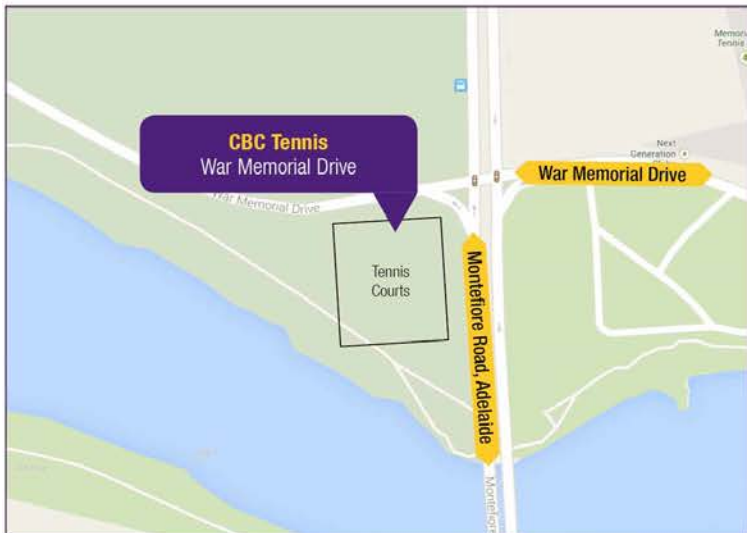 Memoria
Tennis
CBC Tennis
War Memorial Drive
Next
Generation
War Memorial Drive
War Memorial Drive
Tennis
Courts
Montefiore Road, Adelaide
Montefiore